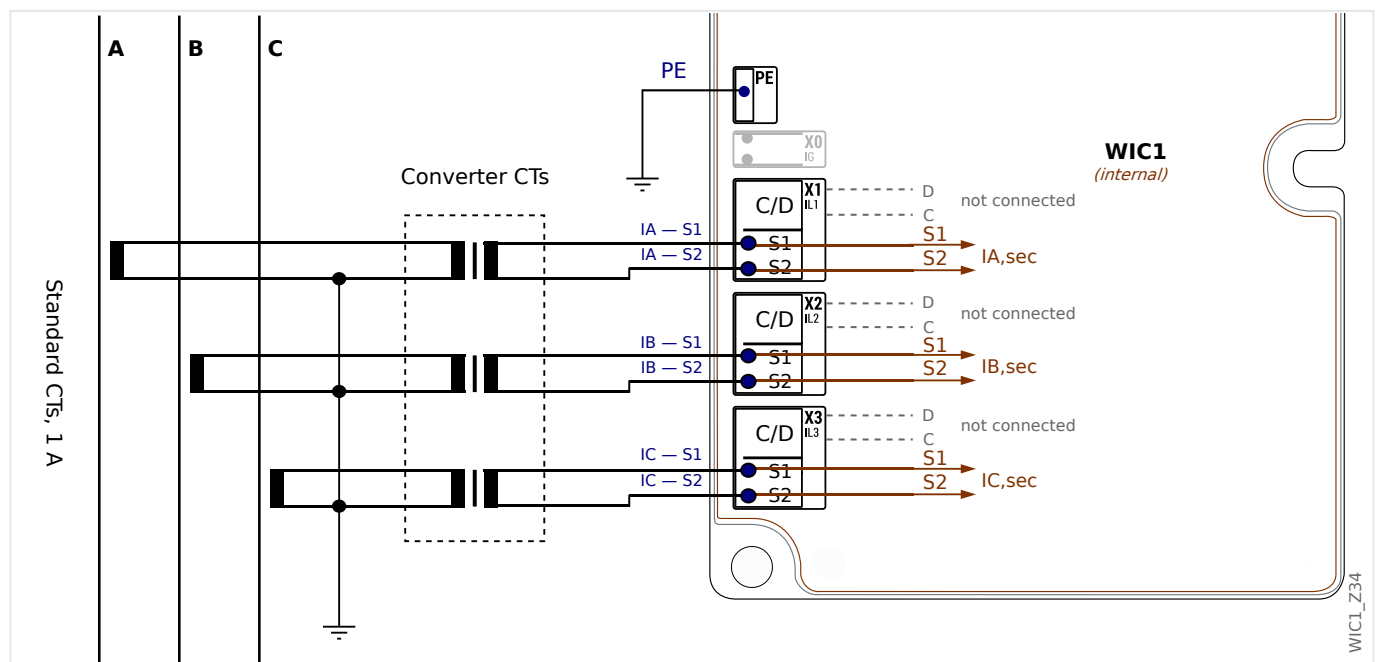 A
B
C
PE
PE
X0
IG
WIC1
(internal)
Converter CTs
Standard CTs, 1 A
C/D
X1
IL1
D
not connected
C
IA — S1
S1
S1
IA — S2
S2
S2
IA,sec
C/D
X2
IL2
D
not connected
C
IB — S1
S1
S1
IB — S2
S2
S2
IB,sec
C/D
X3
IL3
D
not connected
C
IC — S1
S1
S1
IC — S2
S2
S2
IC,sec
WIC1_Z34